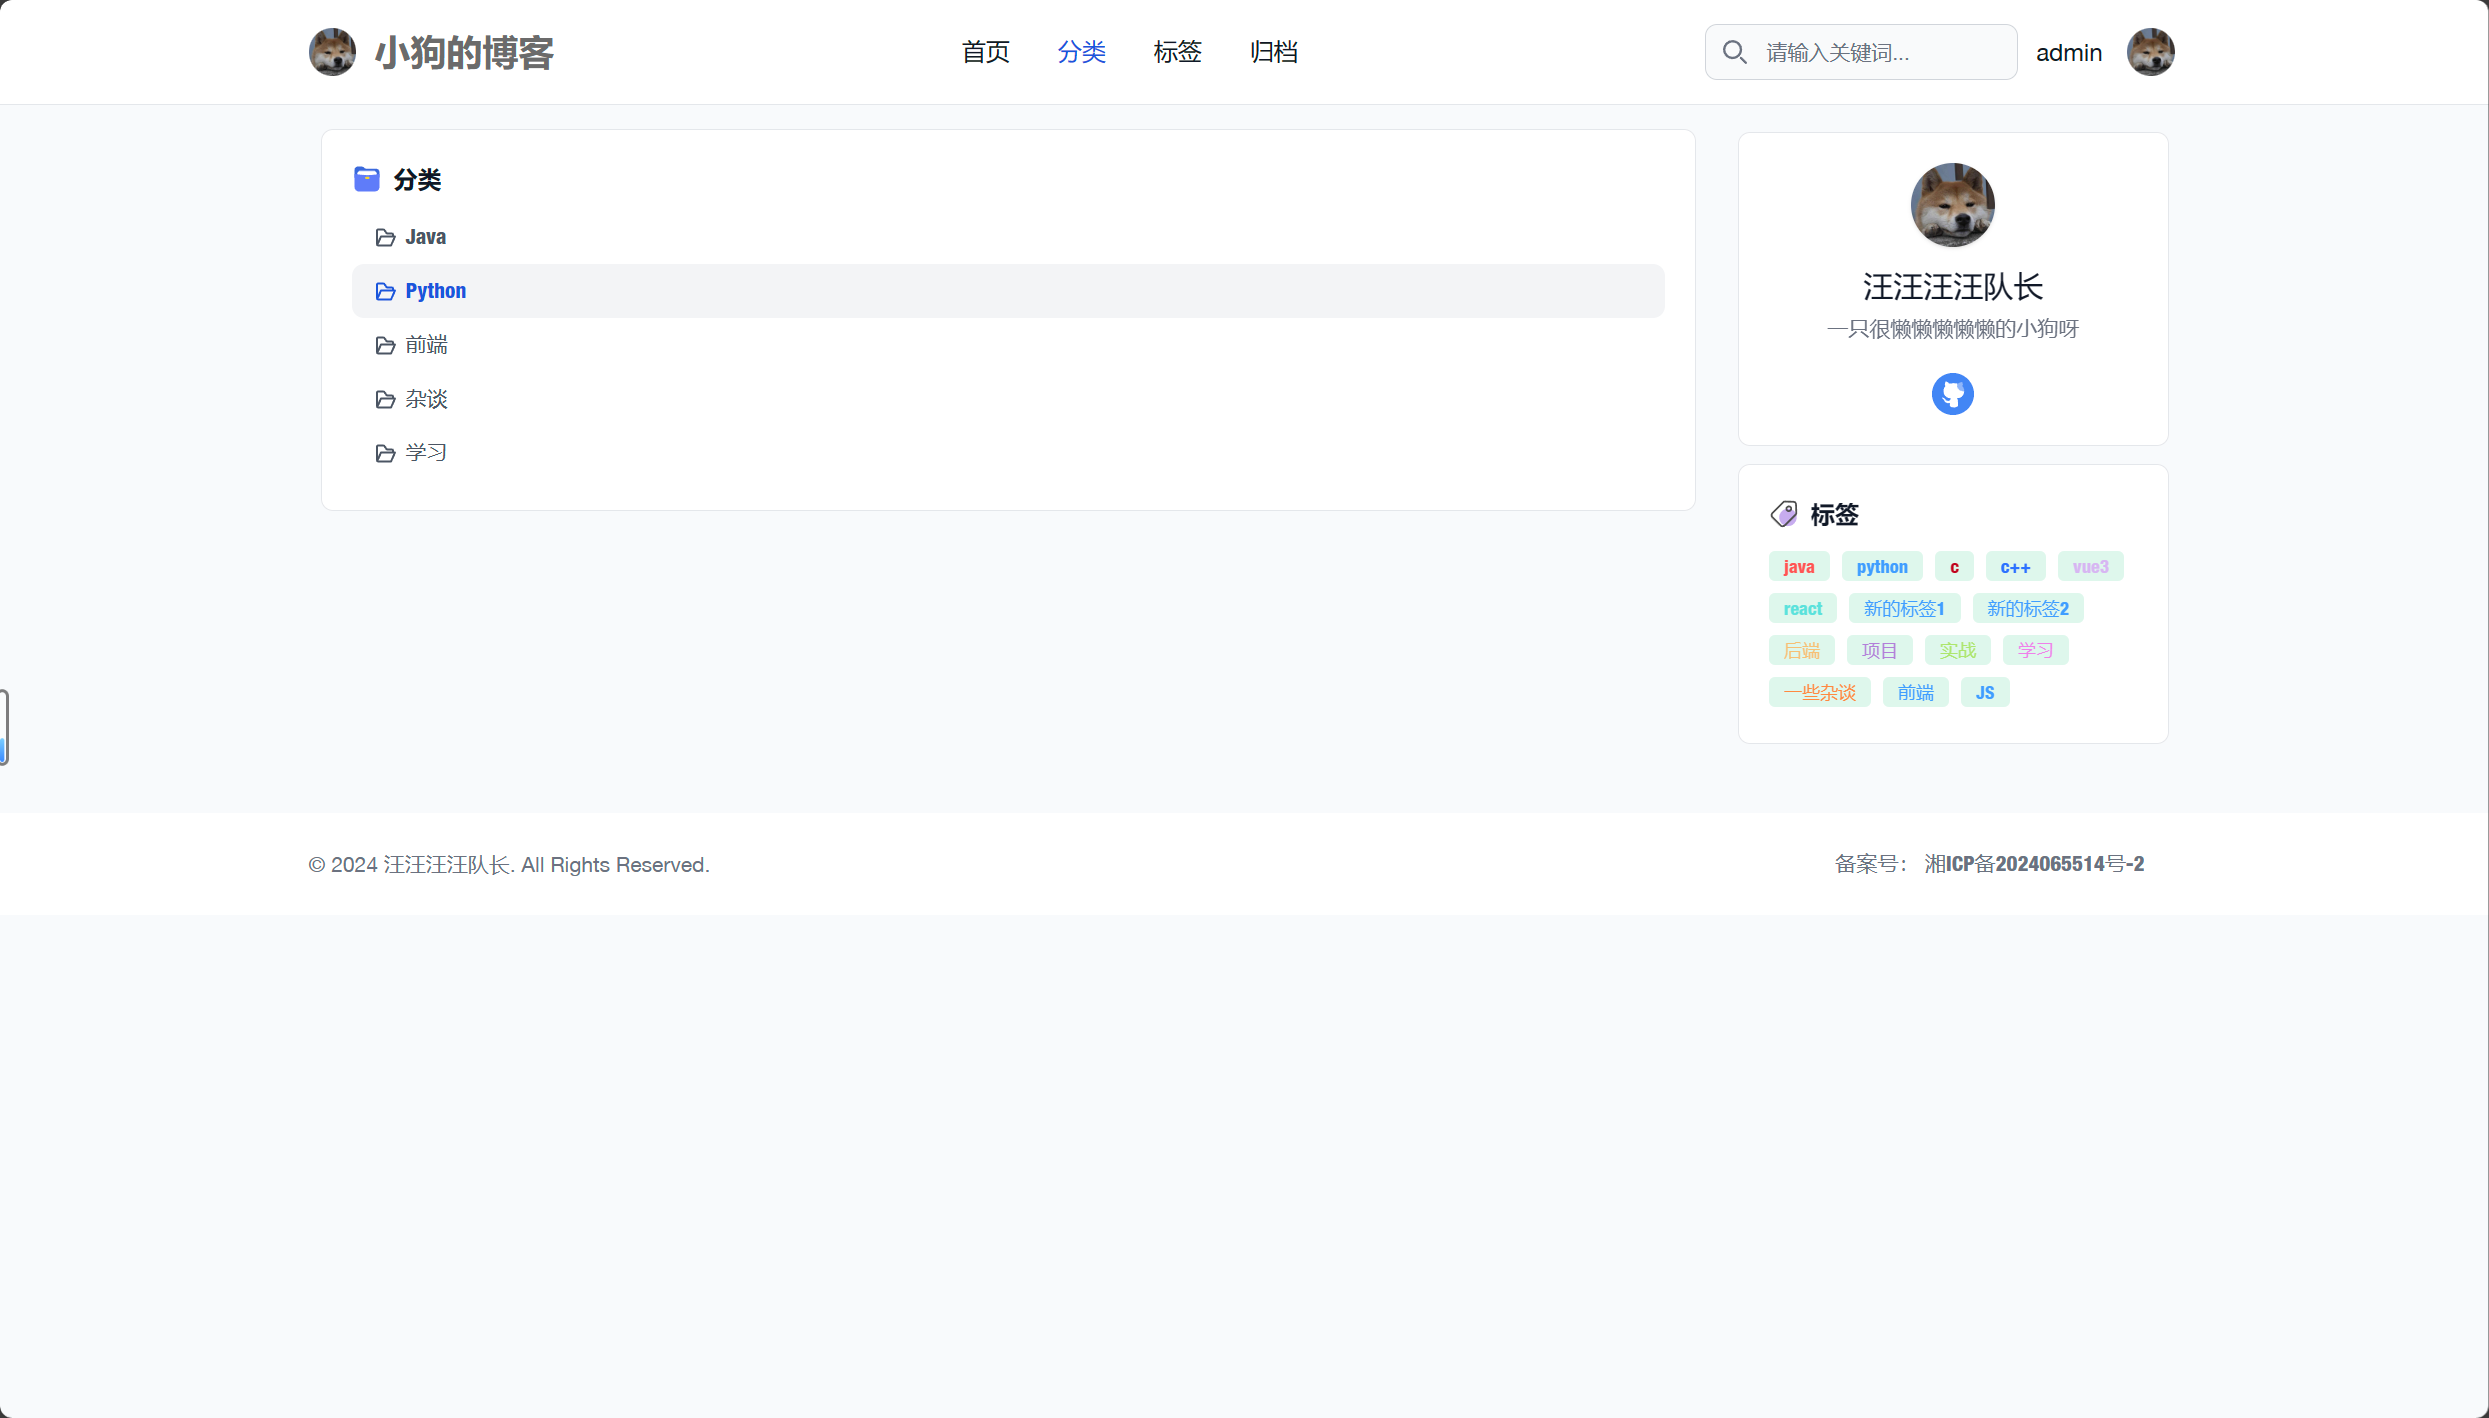 小狗的博客
首页 分类 标签 归档
请输入关键词...
admin
分类
Java
Python
前端
杂谈
学习
汪汪汪汪队长
一只很懒懒懒懒懒的小狗呀
标签
java python c c++ vue3
react 新的标签1 新的标签2
后端 项目 实战 学习
一些杂谈 前端 JS
© 2024 汪汪汪汪队长. All Rights Reserved.
备案号： 湘ICP备2024065514号-2